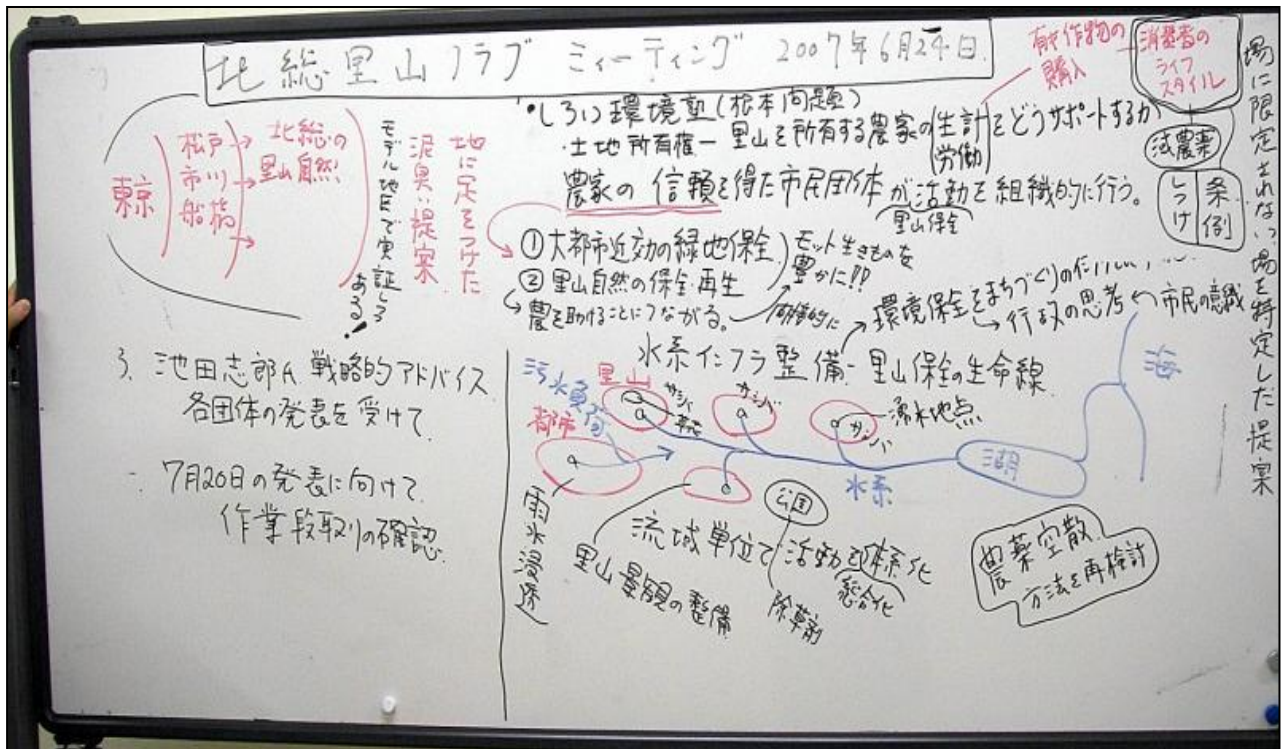 北総里山クラブ ミーティング 2007年6月24日
東京
松戸
市川
船橋
北総の
里山自然
モデル地区で実証しろ
ある!
泥臭い提案
地に足をつけた
・しろい環境塾(根本問題)
・土地所有権ー里山を所有する農家の(生計 労働)をどうサポートするか
農家の信頼を得た市民団体が活動を組織的に行う。
里山保全
有機作物の
購入
消費者の
ライフ
スタイル
減農薬
しつけ
条例
場に限定されない場を特定した提案
①大都市近効の緑地保全
② 里山自然の保全・再生
農を助けることにつながる。
モット生きものを
豊かに!!
同時的に
環境保全をまちづくりの
行政の思考
市民の意識
3. 池田志郎氏 戦略的アドバイス
各団体の発表を受けて
7月20日の発表に向けて
作業段取りの確認
水系インフラ整備ー里山保全の生命線
汚水負荷
里山
都市
サシバ
サシバ
サシバ
湧水地点
海
湖
水系
雨水浸透
里山景観の整備
流域単位で活動を体系化
総合化
公園
除草剤
農薬空散
方法を再検討